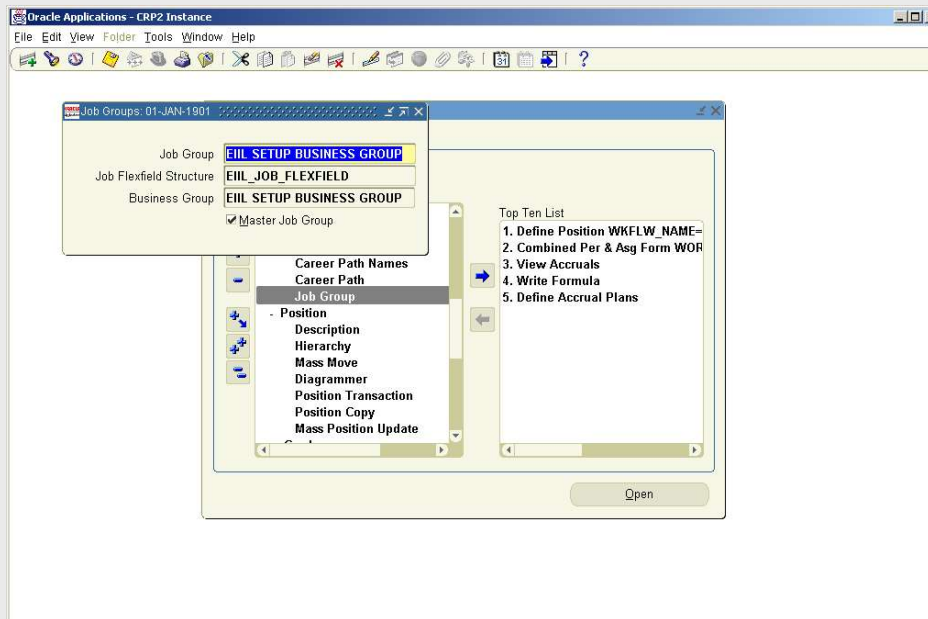 Oracle Applications - CRP2 Instance
File Edit View Folder Tools Window Help
Job Groups: 01-JAN-1901
Job Group EIIL SETUP BUSINESS GROUP
Job Flexfield Structure EIIL_JOB_FLEXFIELD
Business Group EIIL SETUP BUSINESS GROUP
Master Job Group
Career Path Names
Career Path
Job Group
- Position
Description
Hierarchy
Mass Move
Diagrammer
Position Transaction
Position Copy
Mass Position Update
Top Ten List
1. Define Position WKFLW_NAME=
2. Combined Per & Asg Form WOR
3. View Accruals
4. Write Formula
5. Define Accrual Plans
Open